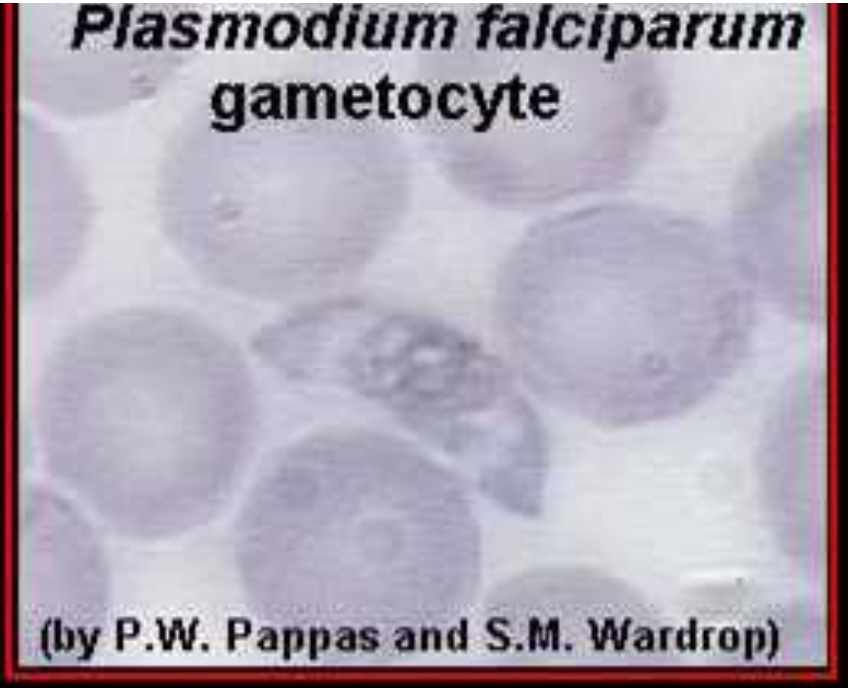 Plasmodium falciparum
gametocyte
(by P.W. Pappas and S.M. Wardrop)